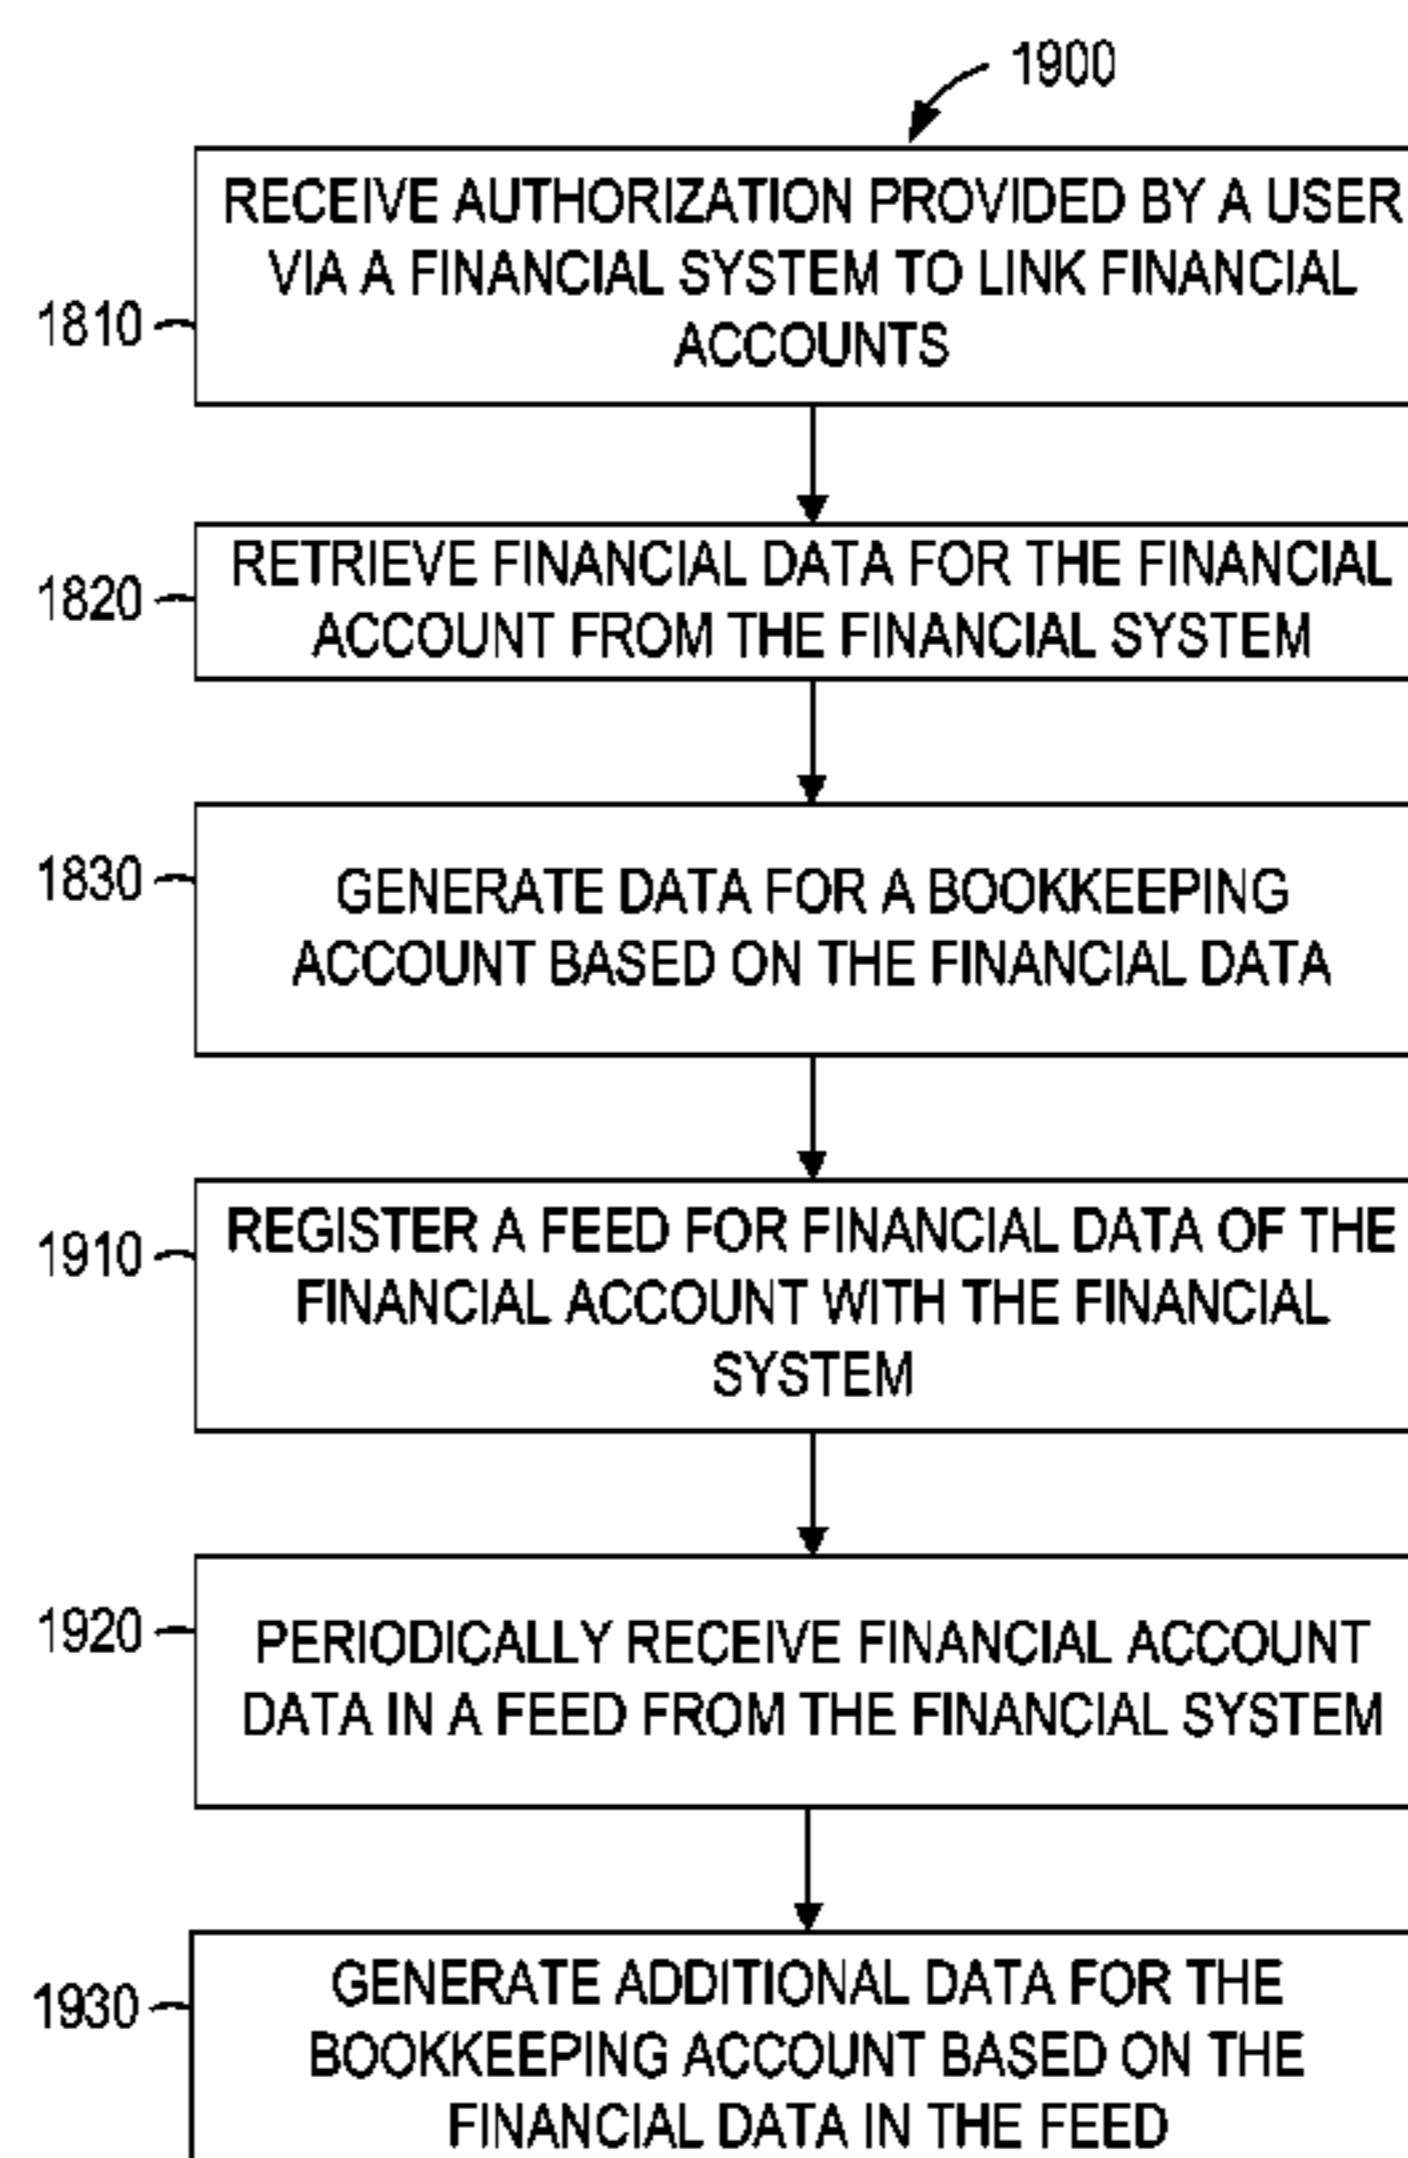 1900
RECEIVE AUTHORIZATION PROVIDED BY A USER
VIA A FINANCIAL SYSTEM TO LINK FINANCIAL
ACCOUNTS
1810
RETRIEVE FINANCIAL DATA FOR THE FINANCIAL
ACCOUNT FROM THE FINANCIAL SYSTEM
1820
1830
GENERATE DATA FOR A BOOKKEEPING
ACCOUNT BASED ON THE FINANCIAL DATA
1910
REGISTER A FEED FOR FINANCIAL DATA OF THE
FINANCIAL ACCOUNT WITH THE FINANCIAL
SYSTEM
1920
PERIODICALLY RECEIVE FINANCIAL ACCOUNT
DATA IN A FEED FROM THE FINANCIAL SYSTEM
1930
GENERATE ADDITIONAL DATA FOR THE
BOOKKEEPING ACCOUNT BASED ON THE
FINANCIAL DATA IN THE FEED